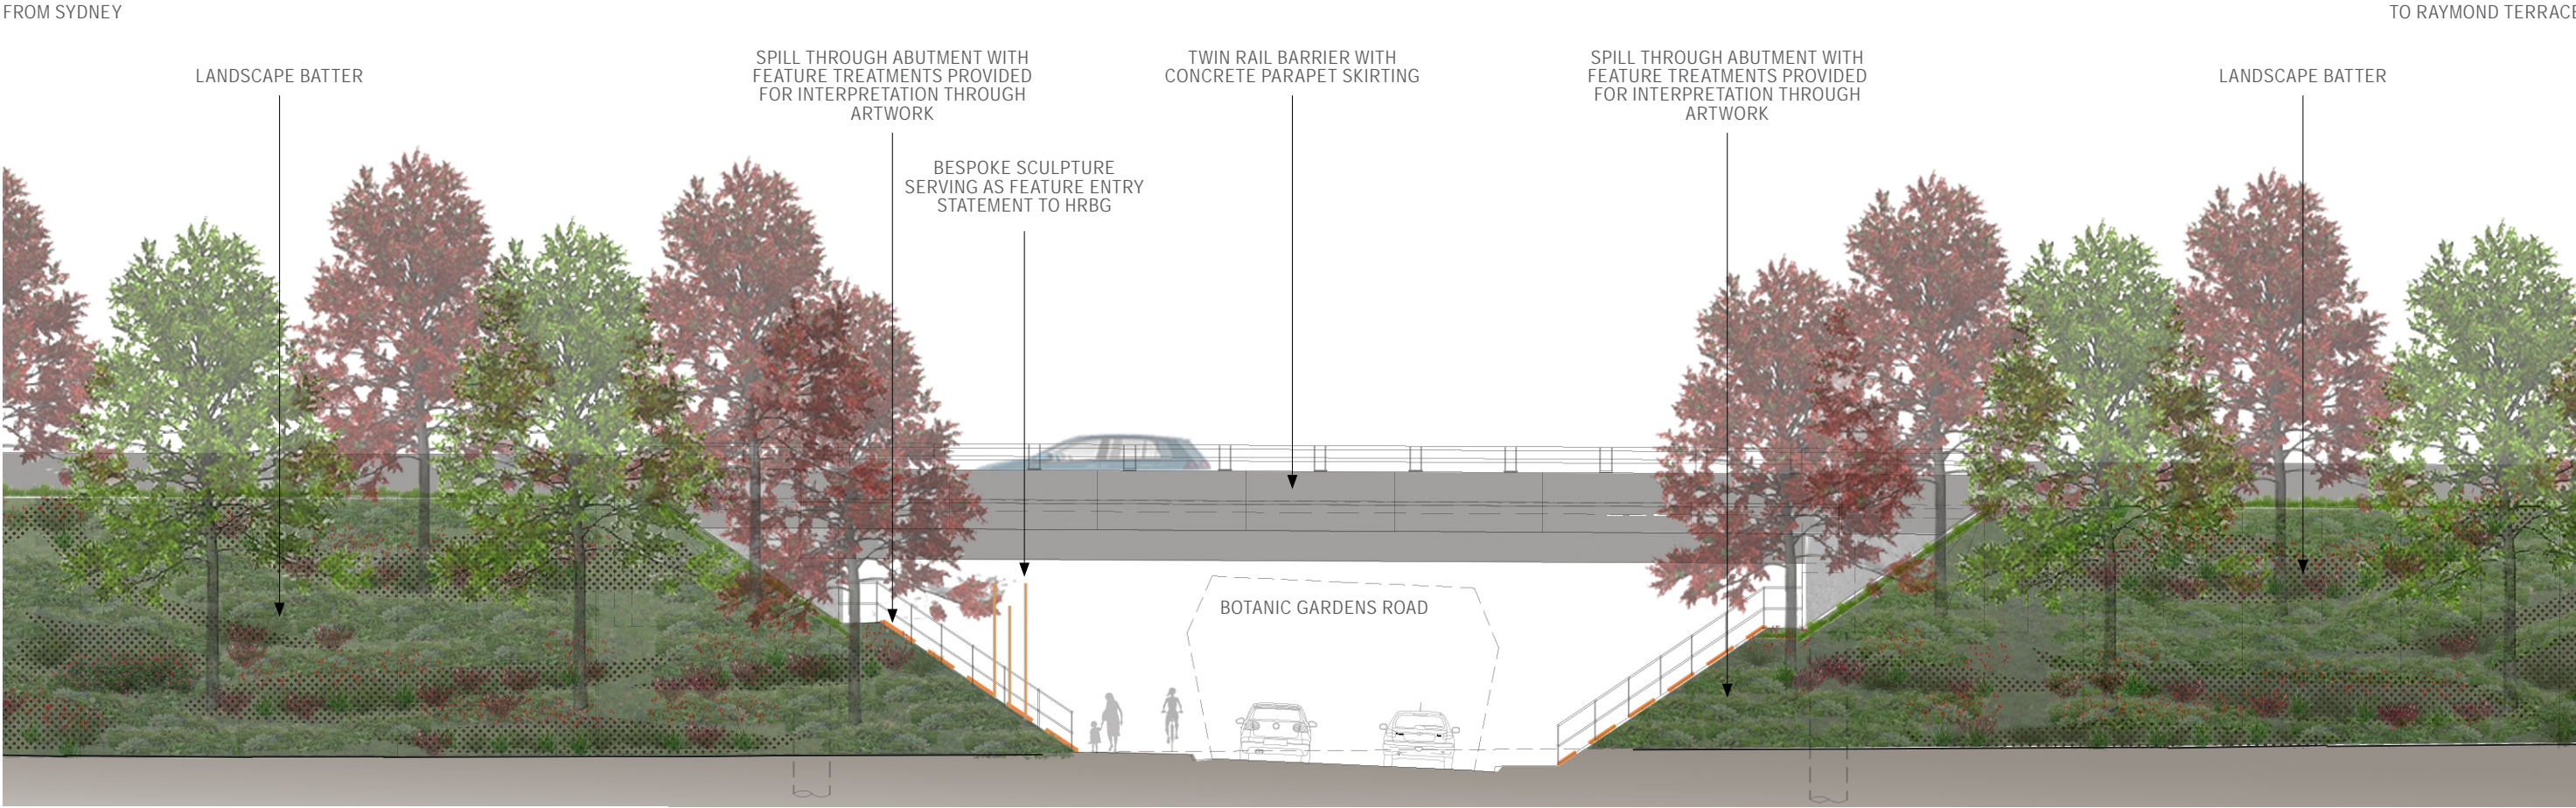 FROM SYDNEY
TO RAYMOND TERRACE
LANDSCAPE BATTER
SPILL THROUGH ABUTMENT WITH
FEATURE TREATMENTS PROVIDED
FOR INTERPRETATION THROUGH
ARTWORK
TWIN RAIL BARRIER WITH
CONCRETE PARAPET SKIRTING
SPILL THROUGH ABUTMENT WITH
FEATURE TREATMENTS PROVIDED
FOR INTERPRETATION THROUGH
ARTWORK
LANDSCAPE BATTER
BESPOKE SCULPTURE
SERVING AS FEATURE ENTRY
STATEMENT TO HRBG
BOTANIC GARDENS ROAD